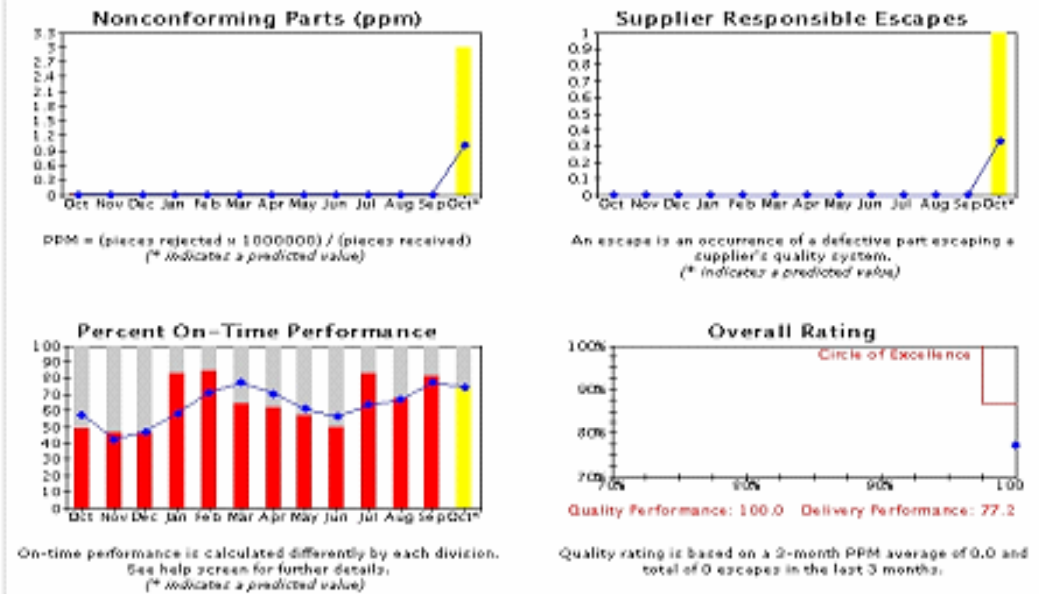 Nonconforming Parts (ppm)
3.3
3
2.7
2.4
2.1
1.8
1.5
1.2
0.9
0.6
0.3
0
Oct Nov Dec Jan Feb Mar Apr May Jun Jul Aug Sep Oct*
PPM = (pieces rejected x 1000000) / (pieces received)
(* indicates a predicted value)
Supplier Responsible Escapes
1
0.9
0.8
0.7
0.6
0.5
0.4
0.3
0.2
0.1
0
Oct Nov Dec Jan Feb Mar Apr May Jun Jul Aug Sep Oct*
An escape is an occurrence of a defective part escaping a
supplier's quality system.
(* indicates a predicted value)
Percent On-Time Performance
100
90
80
70
60
50
40
30
20
10
0
Oct Nov Dec Jan Feb Mar Apr May Jun Jul Aug Sep Oct*
On-time performance is calculated differently by each division.
See help screen for further details.
(* indicates a predicted value)
Overall Rating
100%
Circle of Excellence
90%
80%
70%
70% 80% 90% 100
Quality Performance: 100.0 Delivery Performance: 77.2
Quality rating is based on a 3-month PPM average of 0.0 and
total of 0 escapes in the last 3 months.